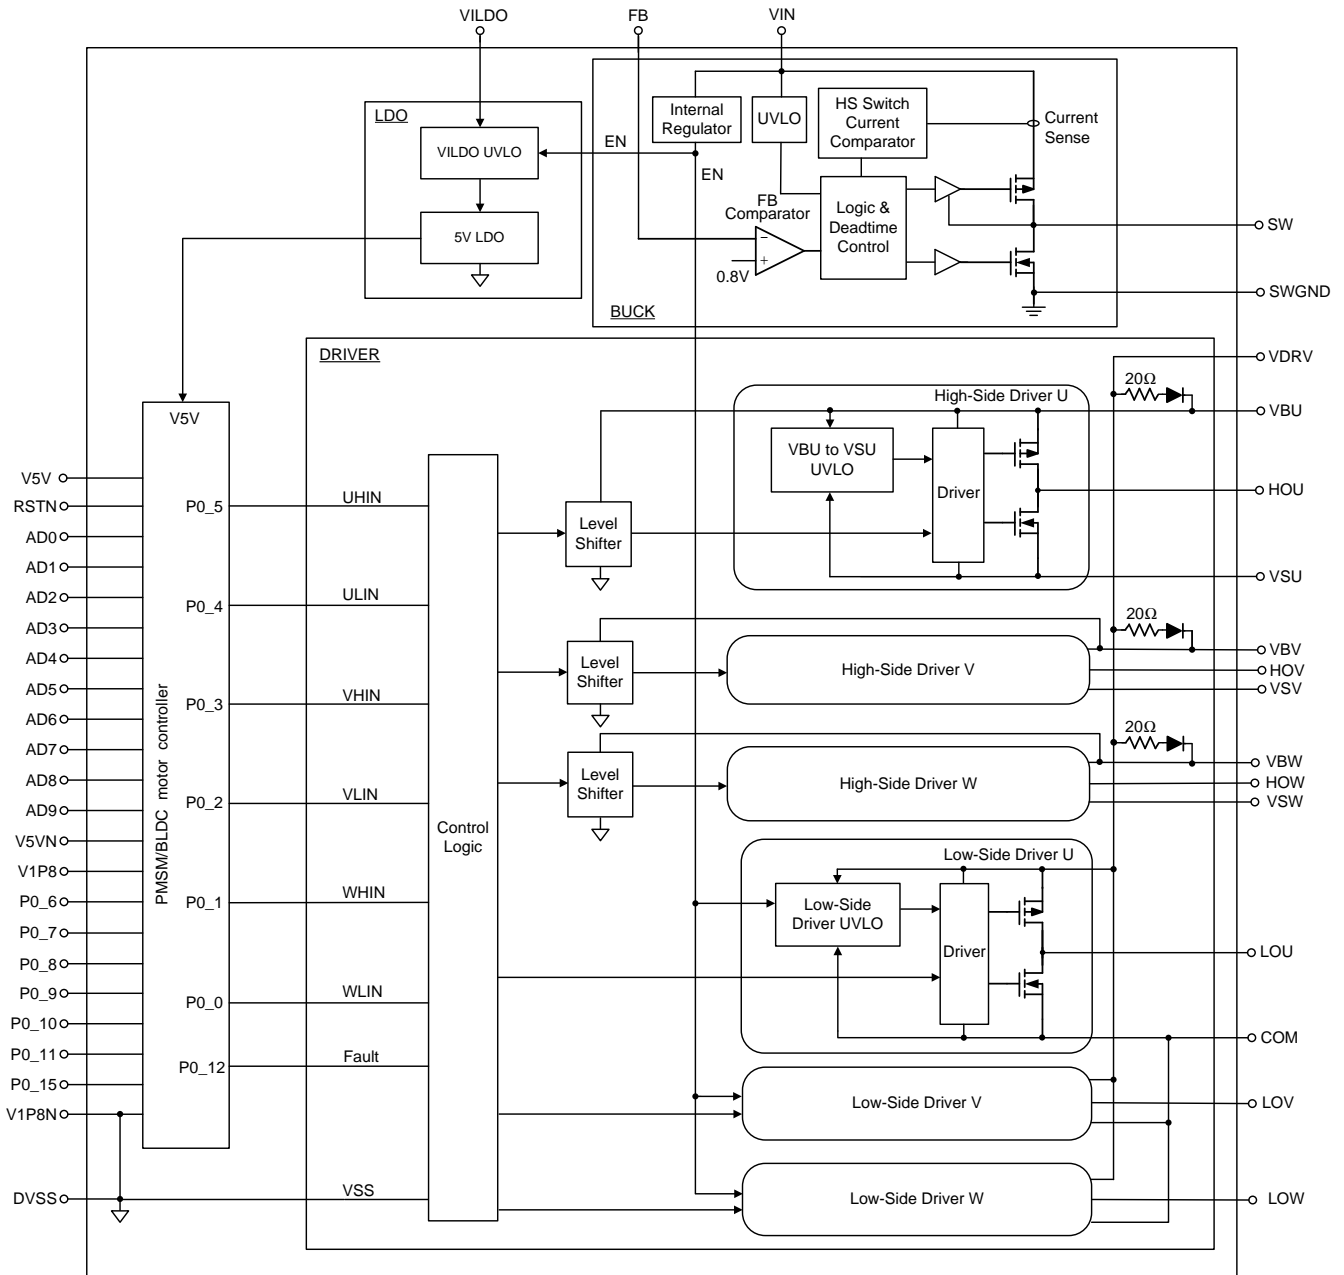 VILDO
FB
VIN
LDO
VILDO UVLO
5V LDO
EN
EN
Internal
Regulator
UVLO
HS Switch
Current
Comparator
Current
Sense
FB
Comparator
0.8V
−
+
Logic &
Deadtime
Control
BUCK
SW
SWGND
DRIVER
VDRV
20Ω
VBU
High-Side Driver U
VBU to VSU
UVLO
Driver
HOU
VSU
Level
Shifter
V5V
PMSM/BLDC motor controller
V5V
RSTN
AD0
AD1
AD2
AD3
AD4
AD5
AD6
AD7
AD8
AD9
V5VN
V1P8
P0_6
P0_7
P0_8
P0_9
P0_10
P0_11
P0_15
V1P8N
DVSS
P0_5
P0_4
P0_3
P0_2
P0_1
P0_0
P0_12
UHIN
ULIN
VHIN
VLIN
WHIN
WLIN
Fault
VSS
Control
Logic
Level
Shifter
High-Side Driver V
20Ω
VBV
HOV
VSV
Level
Shifter
High-Side Driver W
20Ω
VBW
HOW
VSW
Low-Side Driver U
Low-Side
Driver UVLO
Driver
LOU
COM
Low-Side Driver V
LOV
Low-Side Driver W
LOW